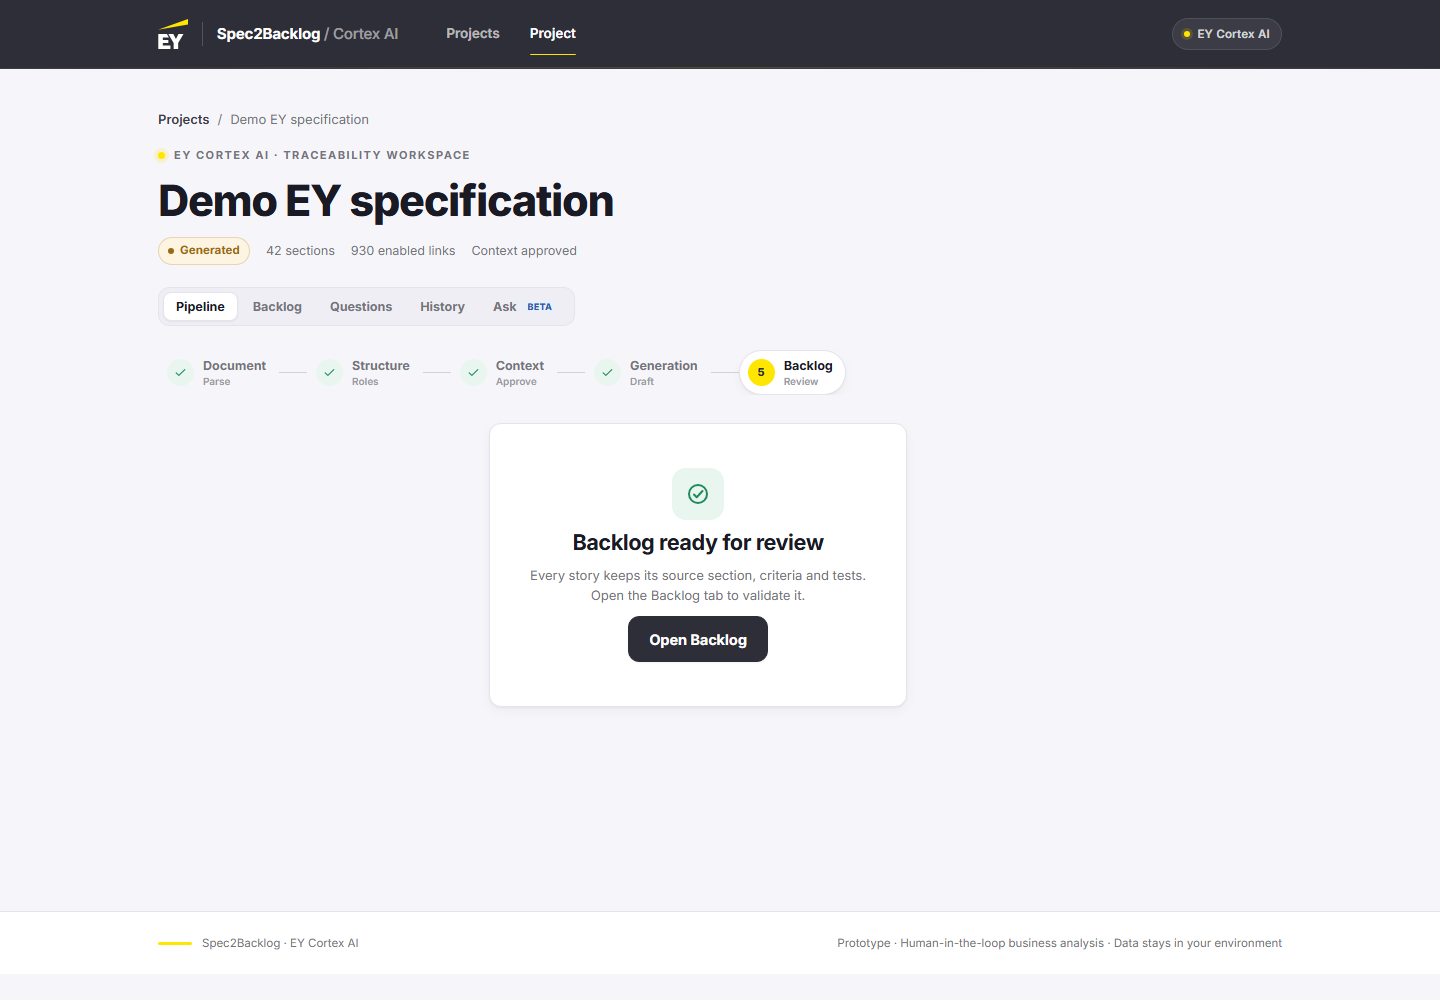 EY
Spec2Backlog / Cortex AI
Projects
Project
EY Cortex AI
Projects / Demo EY specification
EY CORTEX AI · TRACEABILITY WORKSPACE
Demo EY specification
Generated
42 sections
930 enabled links
Context approved
Pipeline
Backlog
Questions
History
Ask BETA
Document
Parse
Structure
Roles
Context
Approve
Generation
Draft
5
Backlog
Review
Backlog ready for review
Every story keeps its source section, criteria and tests.
Open the Backlog tab to validate it.
Open Backlog
Spec2Backlog · EY Cortex AI
Prototype · Human-in-the-loop business analysis · Data stays in your environment